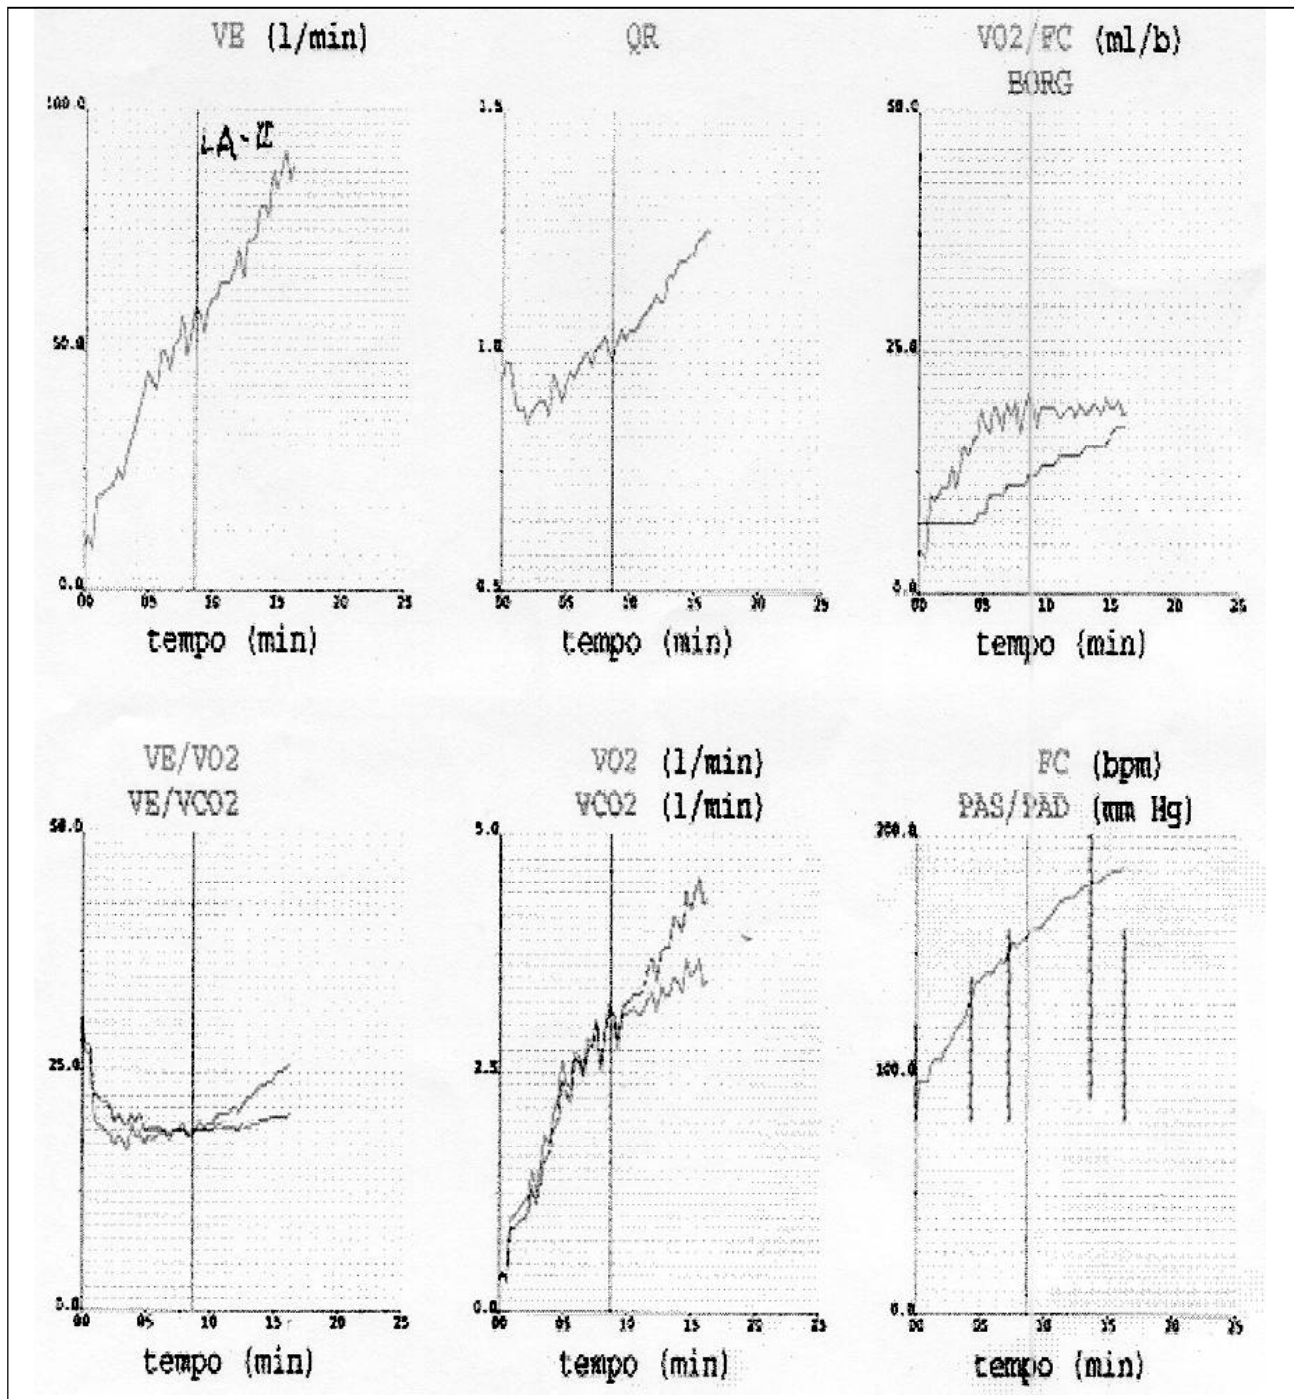 VE (l/min)
100.0
50.0
0.0
00 05 10 15 20 25
tempo (min)
QR
1.5
1.0
0.5
00 05 10 15 20 25
tempo (min)
VO2/FC (ml/b)
BORG
50.0
25.0
0.0
00 05 10 15 20 25
tempo (min)
VE/VO2
VE/VCO2
50.0
25.0
0.0
00 05 10 15 20 25
tempo (min)
VO2 (l/min)
VCO2 (l/min)
5.0
2.5
0.0
00 05 10 15 20 25
tempo (min)
FC (bpm)
PAS/PAD (mm Hg)
200.0
100.0
0.0
00 05 10 15 20 25
tempo (min)